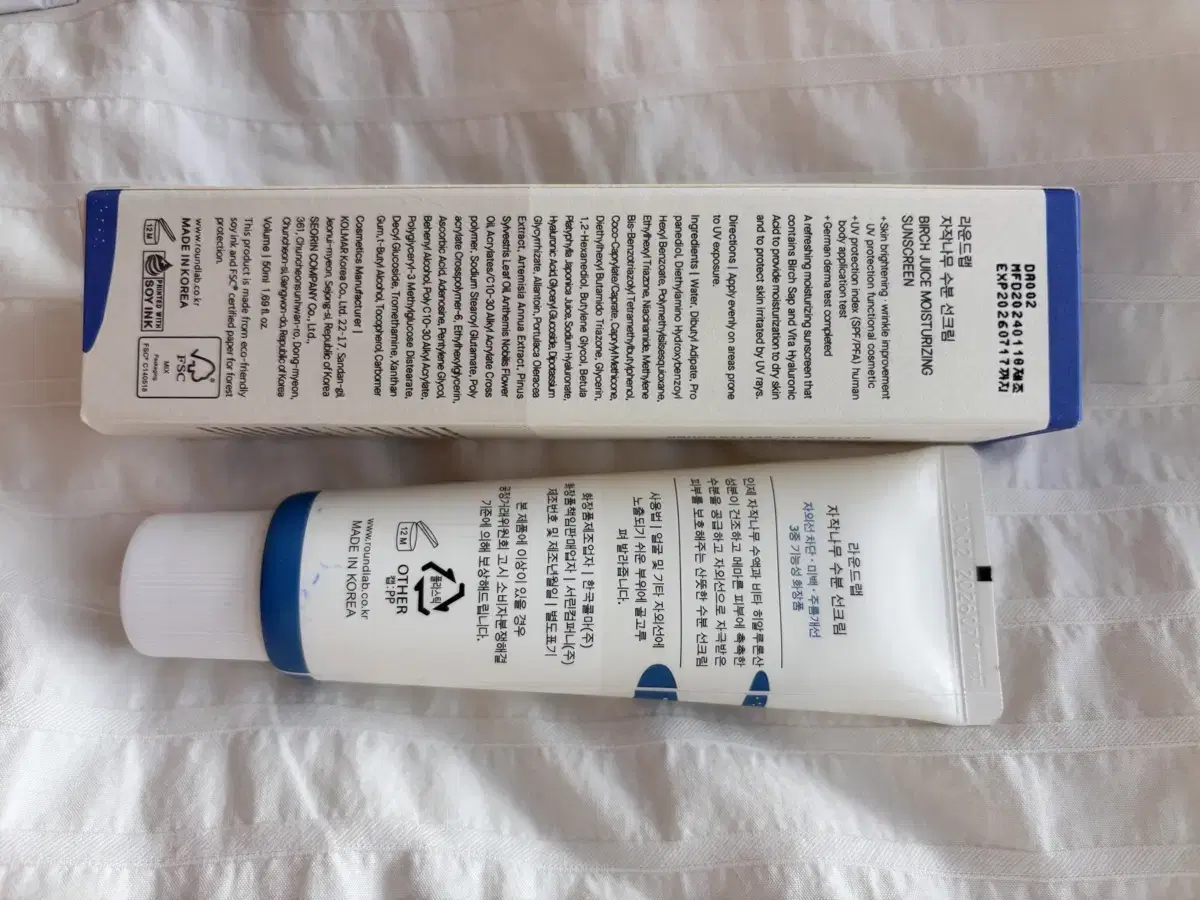 DA002
MFD20240118제조
EXP20260717까지
라운드랩
자작나무 수분 선크림
BIRCH JUICE MOISTURIZING
SUNSCREEN
+Skin brightening · wrinkle improvement
· UV protection functional cosmetic
+UV protection index (SPF/PFA) human
body application test
+German derma test completed
A refreshing moisturizing sunscreen that
contains Birch Sap and Vita Hyaluronic
Acid to provide moisturization to dry skin
and to protect skin irritated by UV rays.
Directions | Apply evenly on areas prone
to UV exposure.
Ingredients | Water, Dibutyl Adipate, Pro
panediol, Diethylamino Hydroxybenzoyl
Hexyl Benzoate, Polymethylsilsesquioxane,
Ethylhexyl Triazone, Niacinamide, Methylene
Bis-Benzotriazolyl Tetramethylbutylphenol,
Coco-Caprylate/Caprate, Caprylyl Methicone,
Diethylhexyl Butamido Triazone, Glycerin,
1,2-Hexanediol, Butylene Glycol, Betula
Platyphylla Japonica Juice, Sodium Hyaluronate,
Hyaluronic Acid, Glyceryl Glucoside, Dipotassium
Glycyrrhizate, Allantoin, Portulaca Oleracea
Extract, Artemisia Annua Extract, Pinus
Sylvestris Leaf Oil, Anthemis Nobilis Flower
Oil, Acrylates/C10-30 Alkyl Acrylate Cross
polymer, Sodium Stearoyl Glutamate, Poly
acrylate Crosspolymer-6, Ethylhexylglycerin,
Ascorbic Acid, Adenosine, Pentylene Glycol,
Behenyl Alcohol, Poly C10-30 Alkyl Acrylate,
Polyglyceryl-3 Methylglucose Distearate,
Decyl Glucoside, Tromethamine, Xanthan
Gum, t-Butyl Alcohol, Tocopherol, Carbomer
Cosmetics Manufacturer |
KOLMAR Korea Co., Ltd. 22-17, Sandan-gil,
Jeonui-myeon, Sejong-si, Republic of Korea
SEORIN COMPANY Co., Ltd.,
361, Chuncheonsunhwan-ro, Dong-myeon,
Chuncheon-si, Gangwon-do, Republic of Korea
Volume | 50ml 1.69 fl. oz.
This product is made from eco-friendly
soy ink and FSC® certified paper for forest
protection.
www.roundlab.co.kr
MADE IN KOREA
12M
PRINTED WITH
SOY INK
FSC
MIX
Packaging
FSC® C140658
라운드랩
자작나무 수분 선크림
자외선 차단 · 미백 · 주름개선
3중 기능성 화장품
인제 자작나무 수액과 비타 히알루론산
성분이 건조하고 메마른 피부에 촉촉한
수분을 공급하고 자외선으로 자극받은
피부를 보호해주는 산뜻한 수분 선크림
사용법 | 얼굴 및 기타 자외선에
노출되기 쉬운 부위에 골고루
펴 발라줍니다.
화장품제조업자 | 한국콜마(주)
화장품책임판매업자 | 서린컴퍼니(주)
제조번호 및 제조년월일 | 별도표기
본 제품에 이상이 있을 경우
공정거래위원회 고시 소비자분쟁해결
기준에 의해 보상해드립니다.
12M
플라스틱
OTHER
캡:PP
www.roundlab.co.kr
MADE IN KOREA